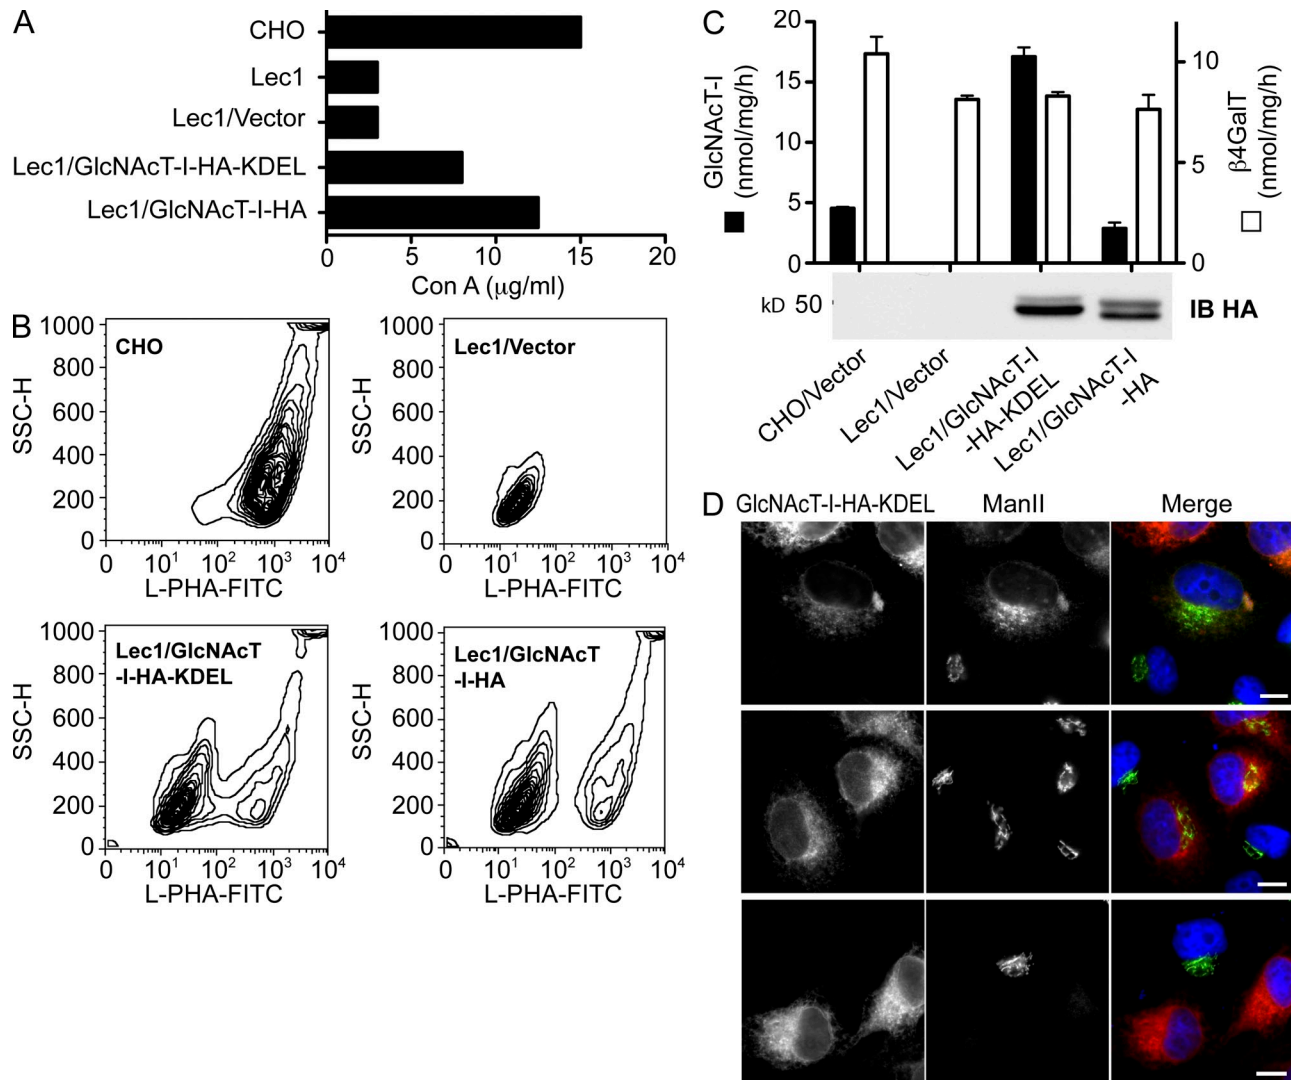 A
CHO
Lec1
Lec1/Vector
Lec1/GlcNAcT-I-HA-KDEL
Lec1/GlcNAcT-I-HA
0 5 10 15 20
Con A (μg/ml)
B
1000
800
600
400
200
0
SSC-H
CHO
10¹ 10² 10³ 10⁴
L-PHA-FITC
1000
800
600
400
200
0
SSC-H
Lec1/Vector
10¹ 10² 10³ 10⁴
L-PHA-FITC
1000
800
600
400
200
0
SSC-H
Lec1/GlcNAcT
-I-HA-KDEL
0 10¹ 10² 10³ 10⁴
L-PHA-FITC
1000
800
600
400
200
0
SSC-H
Lec1/GlcNAcT
-I-HA
10¹ 10² 10³ 10⁴
L-PHA-FITC
C
GlcNAcT-I
(nmol/mg/h)
20
15
10
5
0
10
5
0
β4GalT
(nmol/mg/h)
kD 50
IB HA
CHO/Vector
Lec1/Vector
Lec1/GlcNAcT-I
-HA-KDEL
Lec1/GlcNAcT-I
-HA
D
GlcNAcT-I-HA-KDEL ManII Merge